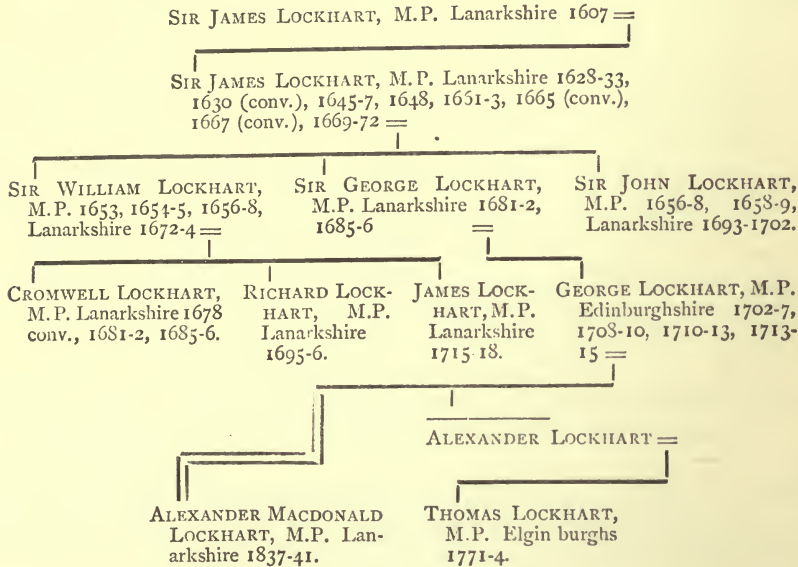 SIR JAMES LOCKHART, M.P. Lanarkshire 1607 =
SIR JAMES LOCKHART, M.P. Lanarkshire 1628-33,
1630 (conv.), 1645-7, 1648, 1661-3, 1665 (conv.),
1667 (conv.), 1669-72 =
SIR WILLIAM LOCKHART,
M.P. 1653, 1654-5, 1656-8,
Lanarkshire 1672-4 =
SIR GEORGE LOCKHART,
M.P. Lanarkshire 1681-2,
1685-6 =
SIR JOHN LOCKHART,
M.P. 1656-8, 1658-9,
Lanarkshire 1693-1702.
CROMWELL LOCKHART,
M.P. Lanarkshire 1678
conv., 1681-2, 1685-6.
RICHARD LOCK-
HART, M.P.
Lanarkshire
1695-6.
JAMES LOCK-
HART, M.P.
Lanarkshire
1715-18.
GEORGE LOCKHART, M.P.
Edinburghshire 1702-7,
1708-10, 1710-13, 1713-
15 =
ALEXANDER LOCKHART =
ALEXANDER MACDONALD
LOCKHART, M.P. Lan-
arkshire 1837-41.
THOMAS LOCKHART,
M.P. Elgin burghs
1771-4.